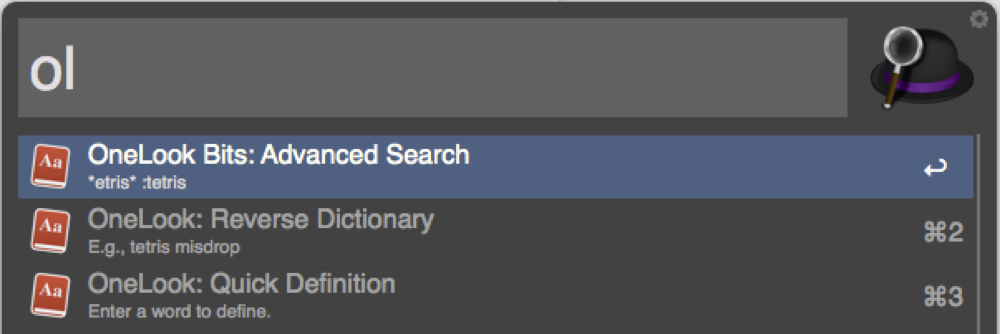 ol
OneLook Bits: Advanced Search
*etris* :tetris
Aa
OneLook: Reverse Dictionary
E.g., tetris misdrop
⌘2
Aa
OneLook: Quick Definition
Enter a word to define.
⌘3
Aa